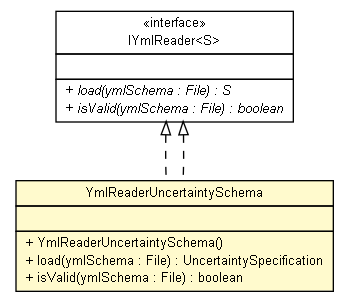 «interface»
IYmlReader<S>
+ load(ymlSchema : File) : S
+ isValid(ymlSchema : File) : boolean
YmlReaderUncertaintySchema
+ YmlReaderUncertaintySchema()
+ load(ymlSchema : File) : UncertaintySpecification
+ isValid(ymlSchema : File) : boolean